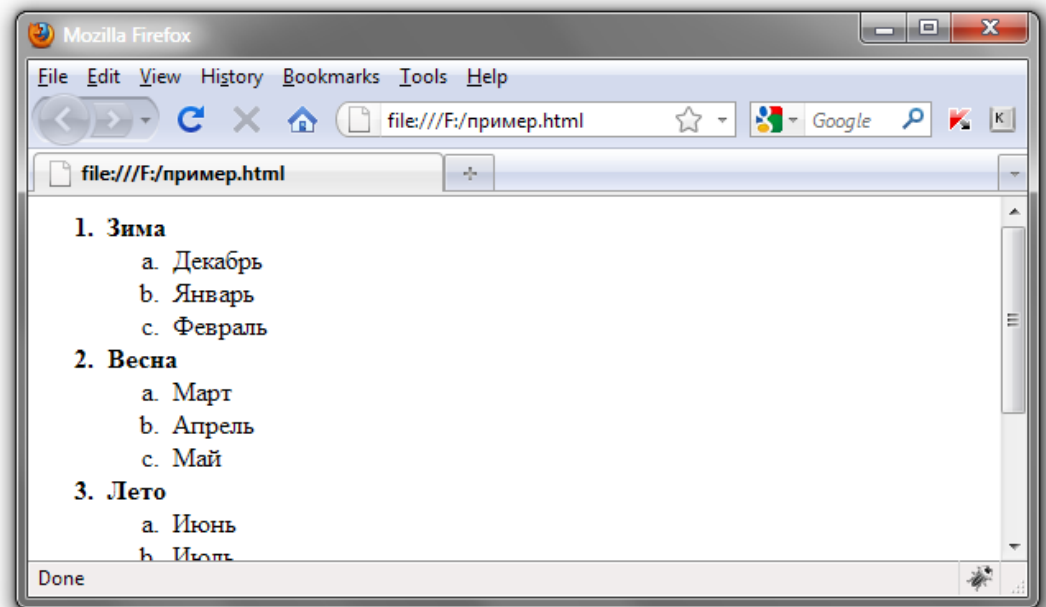 Mozilla Firefox
File Edit View History Bookmarks Tools Help
file:///F:/пример.html Google K
file:///F:/пример.html
1. Зима
a. Декабрь
b. Январь
c. Февраль
2. Весна
a. Март
b. Апрель
c. Май
3. Лето
a. Июнь
b. Июль
Done